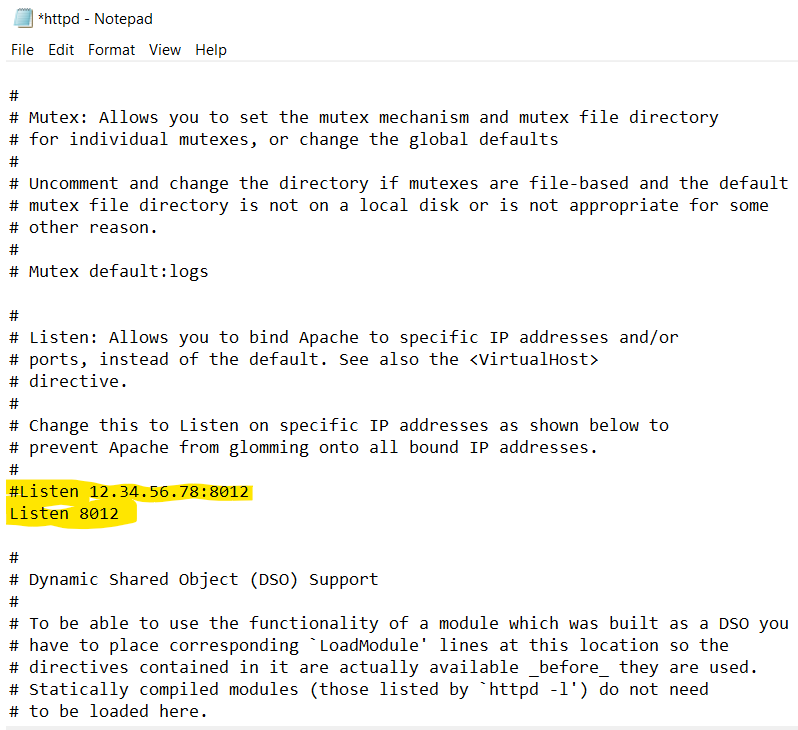 *httpd - Notepad
File Edit Format View Help
#
# Mutex: Allows you to set the mutex mechanism and mutex file directory
# for individual mutexes, or change the global defaults
#
# Uncomment and change the directory if mutexes are file-based and the default
# mutex file directory is not on a local disk or is not appropriate for some
# other reason.
#
# Mutex default:logs
#
# Listen: Allows you to bind Apache to specific IP addresses and/or
# ports, instead of the default. See also the <VirtualHost>
# directive.
#
# Change this to Listen on specific IP addresses as shown below to
# prevent Apache from glomming onto all bound IP addresses.
#
#Listen 12.34.56.78:8012
Listen 8012
#
# Dynamic Shared Object (DSO) Support
#
# To be able to use the functionality of a module which was built as a DSO you
# have to place corresponding `LoadModule' lines at this location so the
# directives contained in it are actually available _before_ they are used.
# Statically compiled modules (those listed by `httpd -l') do not need
# to be loaded here.